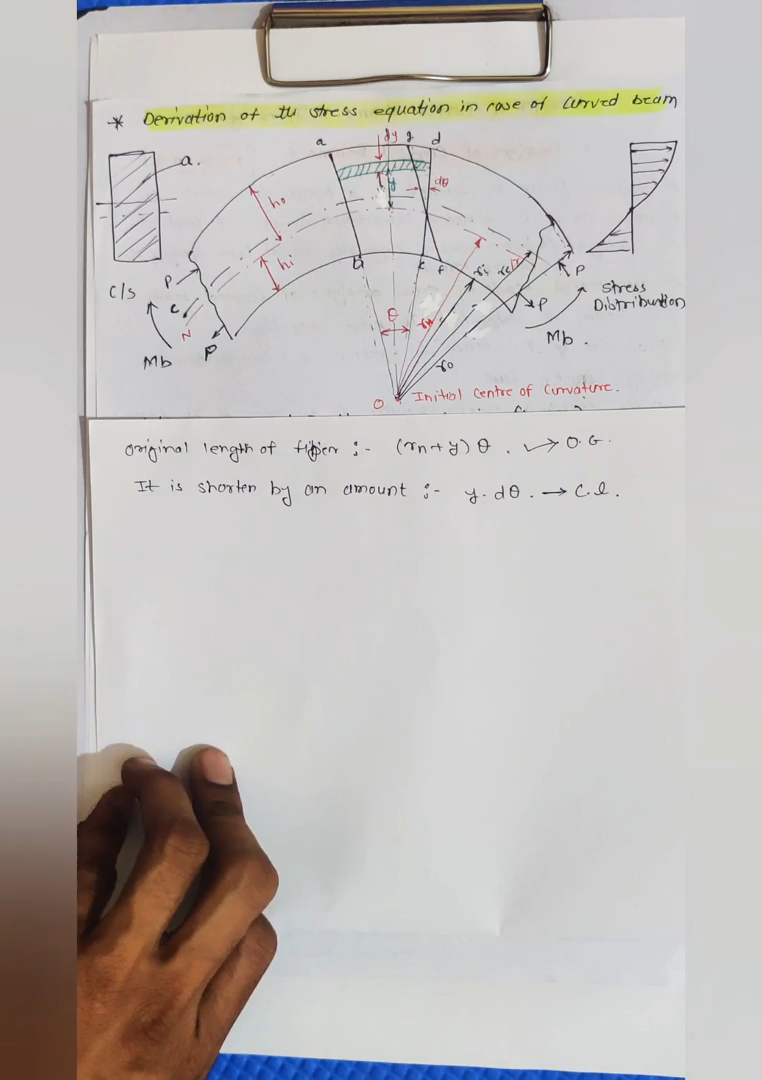 * Derivation of the stress equation in case of curved beam
a.
a
dy
g
d
y
dθ
ho
hi
b
e
f
ri
rc
rn
ro
θ
P
C/s
C
N
Mb
P
P
P
Mb.
Stress
Distribution
O Initial Centre of Curvature.
original length of fiber :- (rn + y) θ. → O.G.
It is shorten by an amount :- y. dθ. → C.l.